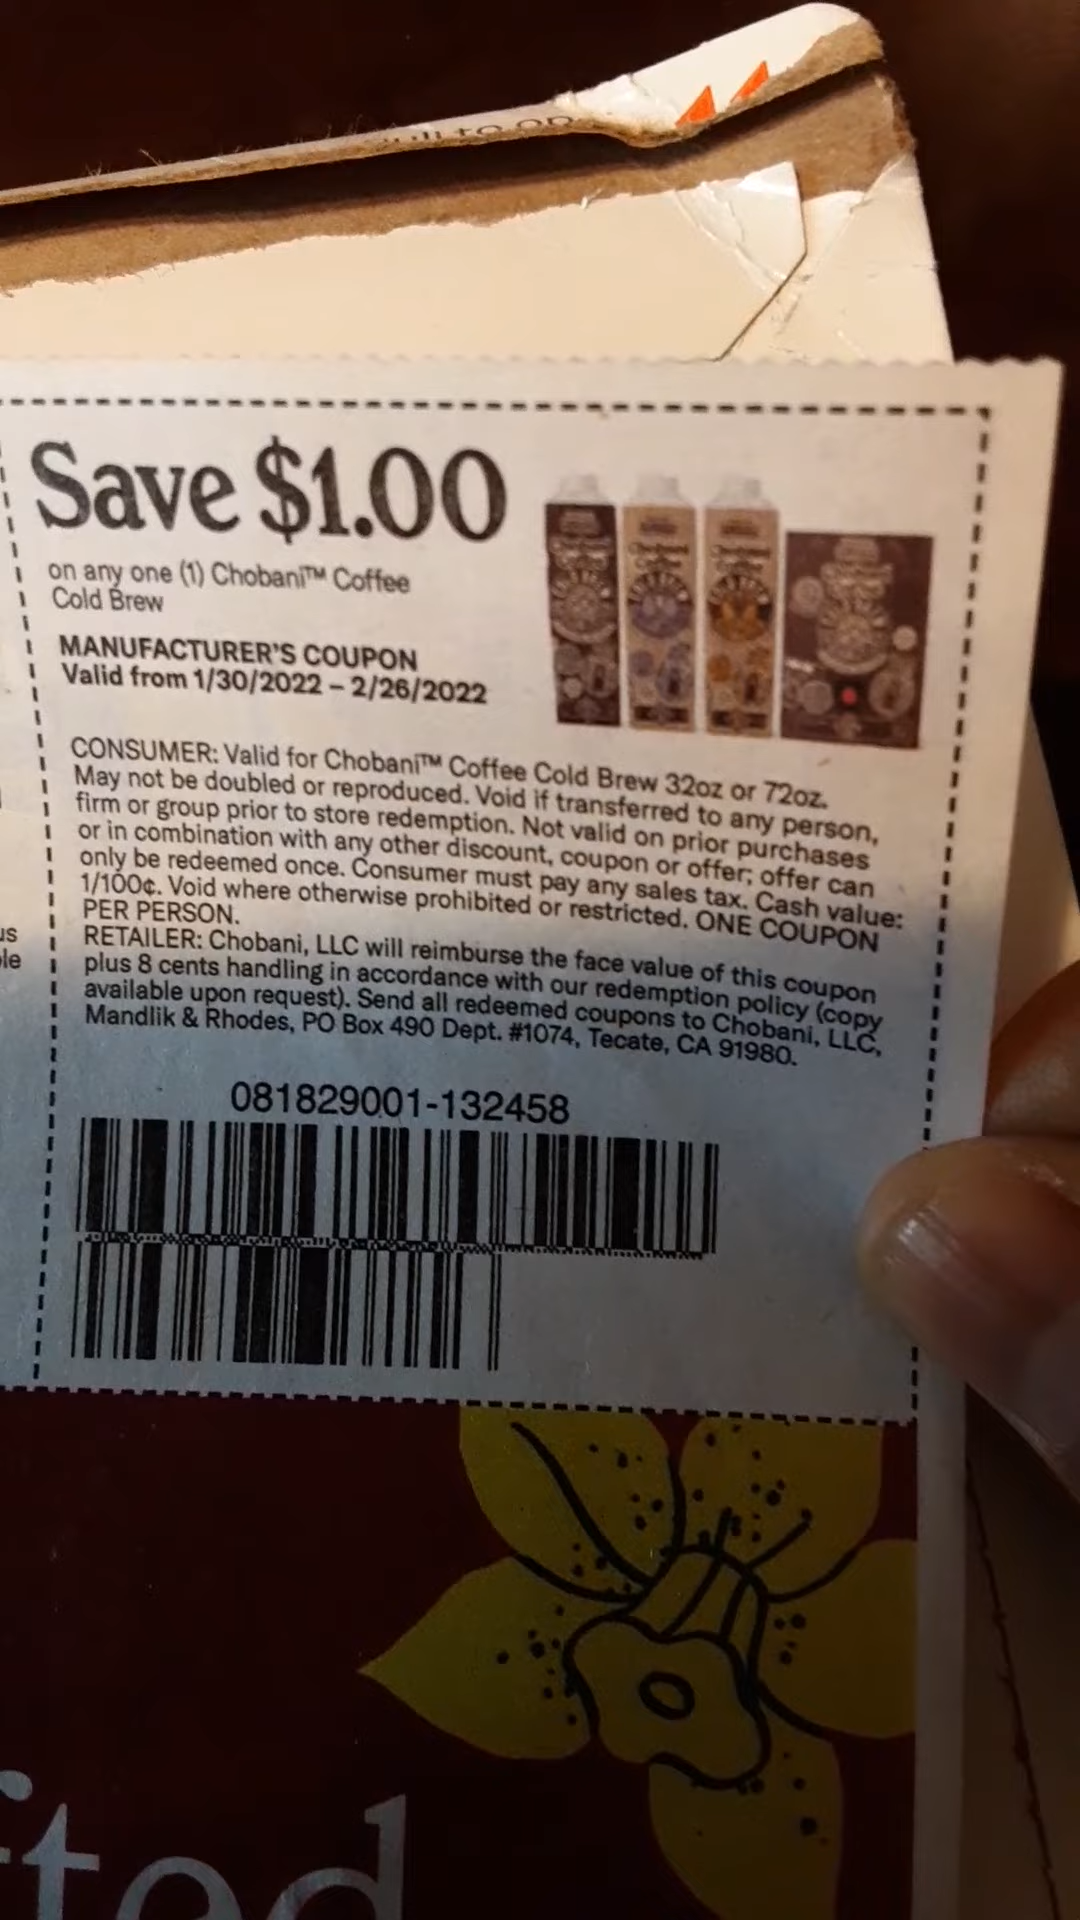 Save $1.00
on any one (1) Chobani™ Coffee
Cold Brew
MANUFACTURER'S COUPON
Valid from 1/30/2022 – 2/26/2022
CONSUMER: Valid for Chobani™ Coffee Cold Brew 32oz or 72oz.
May not be doubled or reproduced. Void if transferred to any person,
firm or group prior to store redemption. Not valid on prior purchases
or in combination with any other discount, coupon or offer; offer can
only be redeemed once. Consumer must pay any sales tax. Cash value:
1/100¢. Void where otherwise prohibited or restricted. ONE COUPON
PER PERSON.
RETAILER: Chobani, LLC will reimburse the face value of this coupon
plus 8 cents handling in accordance with our redemption policy (copy
available upon request). Send all redeemed coupons to Chobani, LLC,
Mandlik & Rhodes, PO Box 490 Dept. #1074, Tecate, CA 91980.
081829001-132458